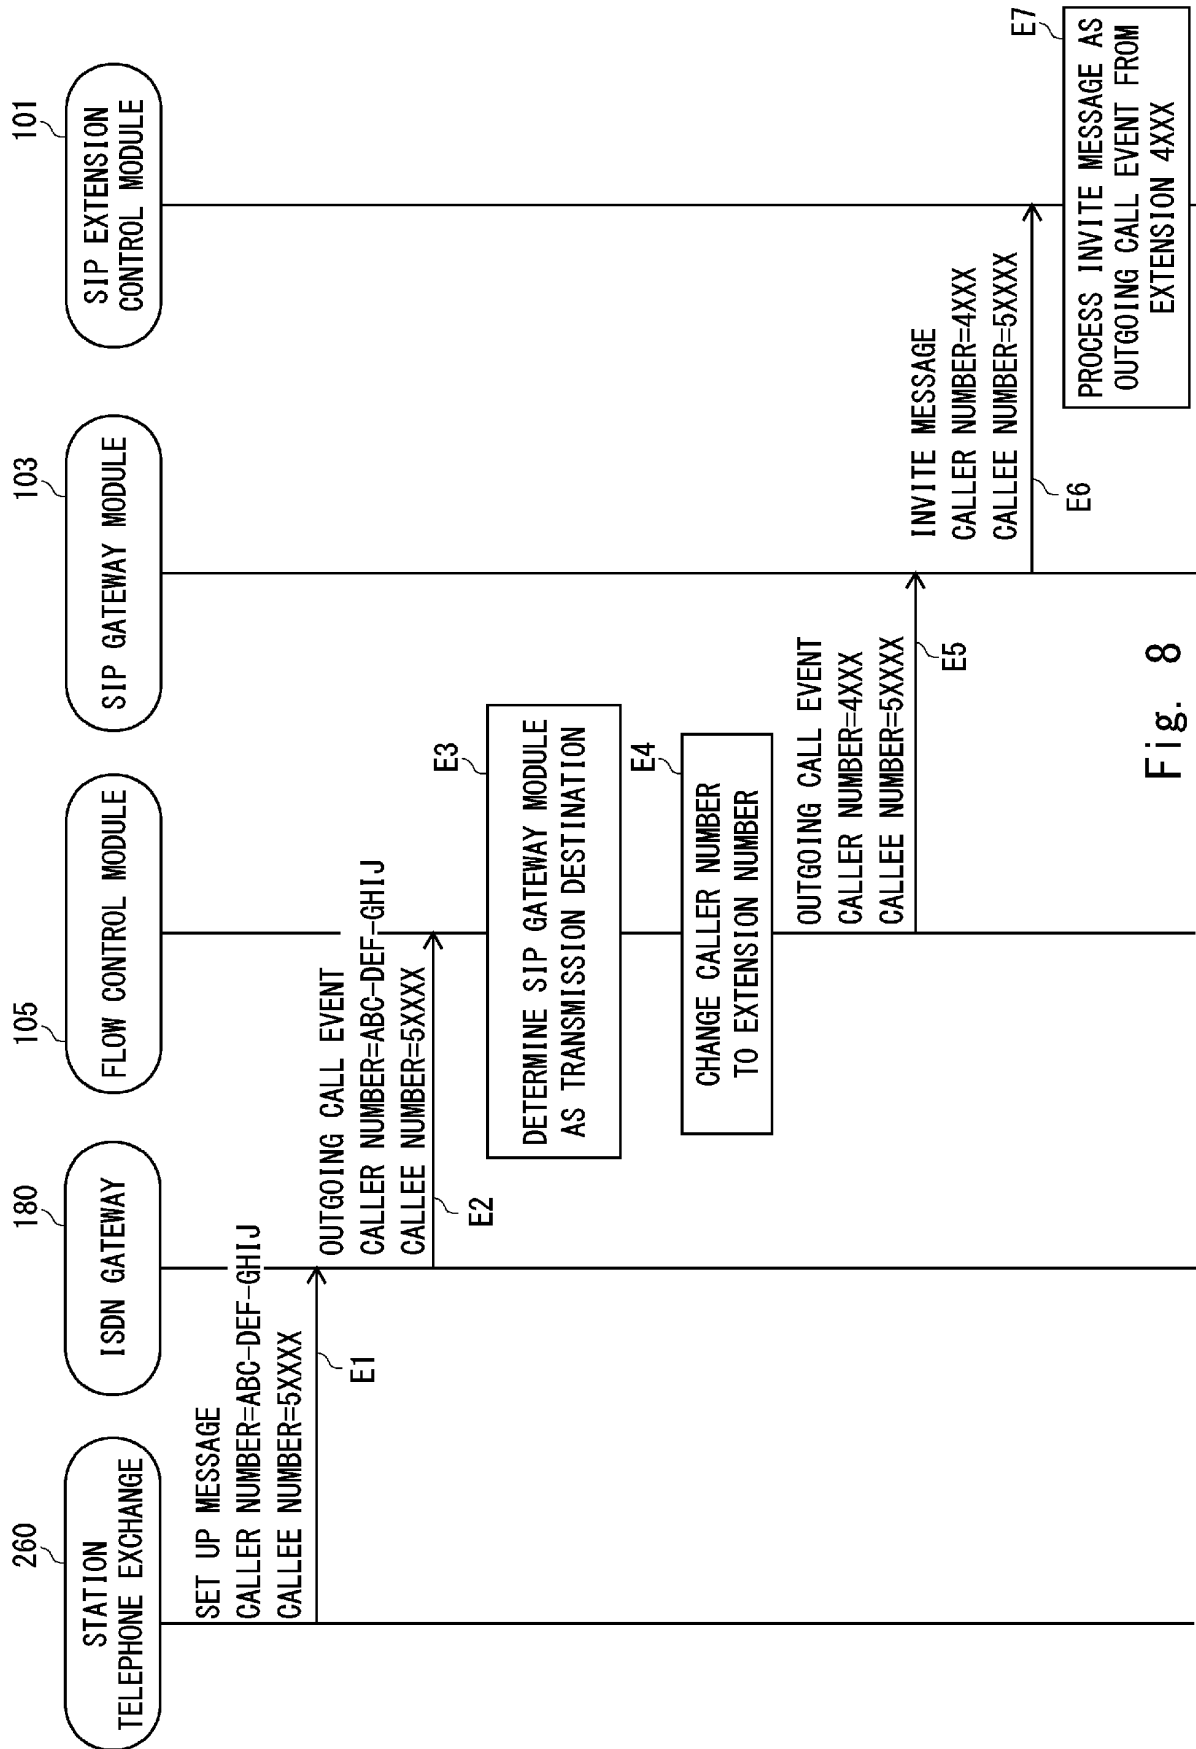 260
STATION
TELEPHONE EXCHANGE
180
ISDN GATEWAY
105
FLOW CONTROL MODULE
103
SIP GATEWAY MODULE
101
SIP EXTENSION
CONTROL MODULE
SET UP MESSAGE
CALLER NUMBER=ABC-DEF-GHIJ
CALLEE NUMBER=5XXXX
E1
OUTGOING CALL EVENT
CALLER NUMBER=ABC-DEF-GHIJ
CALLEE NUMBER=5XXXX
E2
E3
DETERMINE SIP GATEWAY MODULE
AS TRANSMISSION DESTINATION
E4
CHANGE CALLER NUMBER
TO EXTENSION NUMBER
OUTGOING CALL EVENT
CALLER NUMBER=4XXX
CALLEE NUMBER=5XXXX
E5
INVITE MESSAGE
CALLER NUMBER=4XXX
CALLEE NUMBER=5XXXX
E6
E7
PROCESS INVITE MESSAGE AS
OUTGOING CALL EVENT FROM
EXTENSION 4XXX
Fig. 8